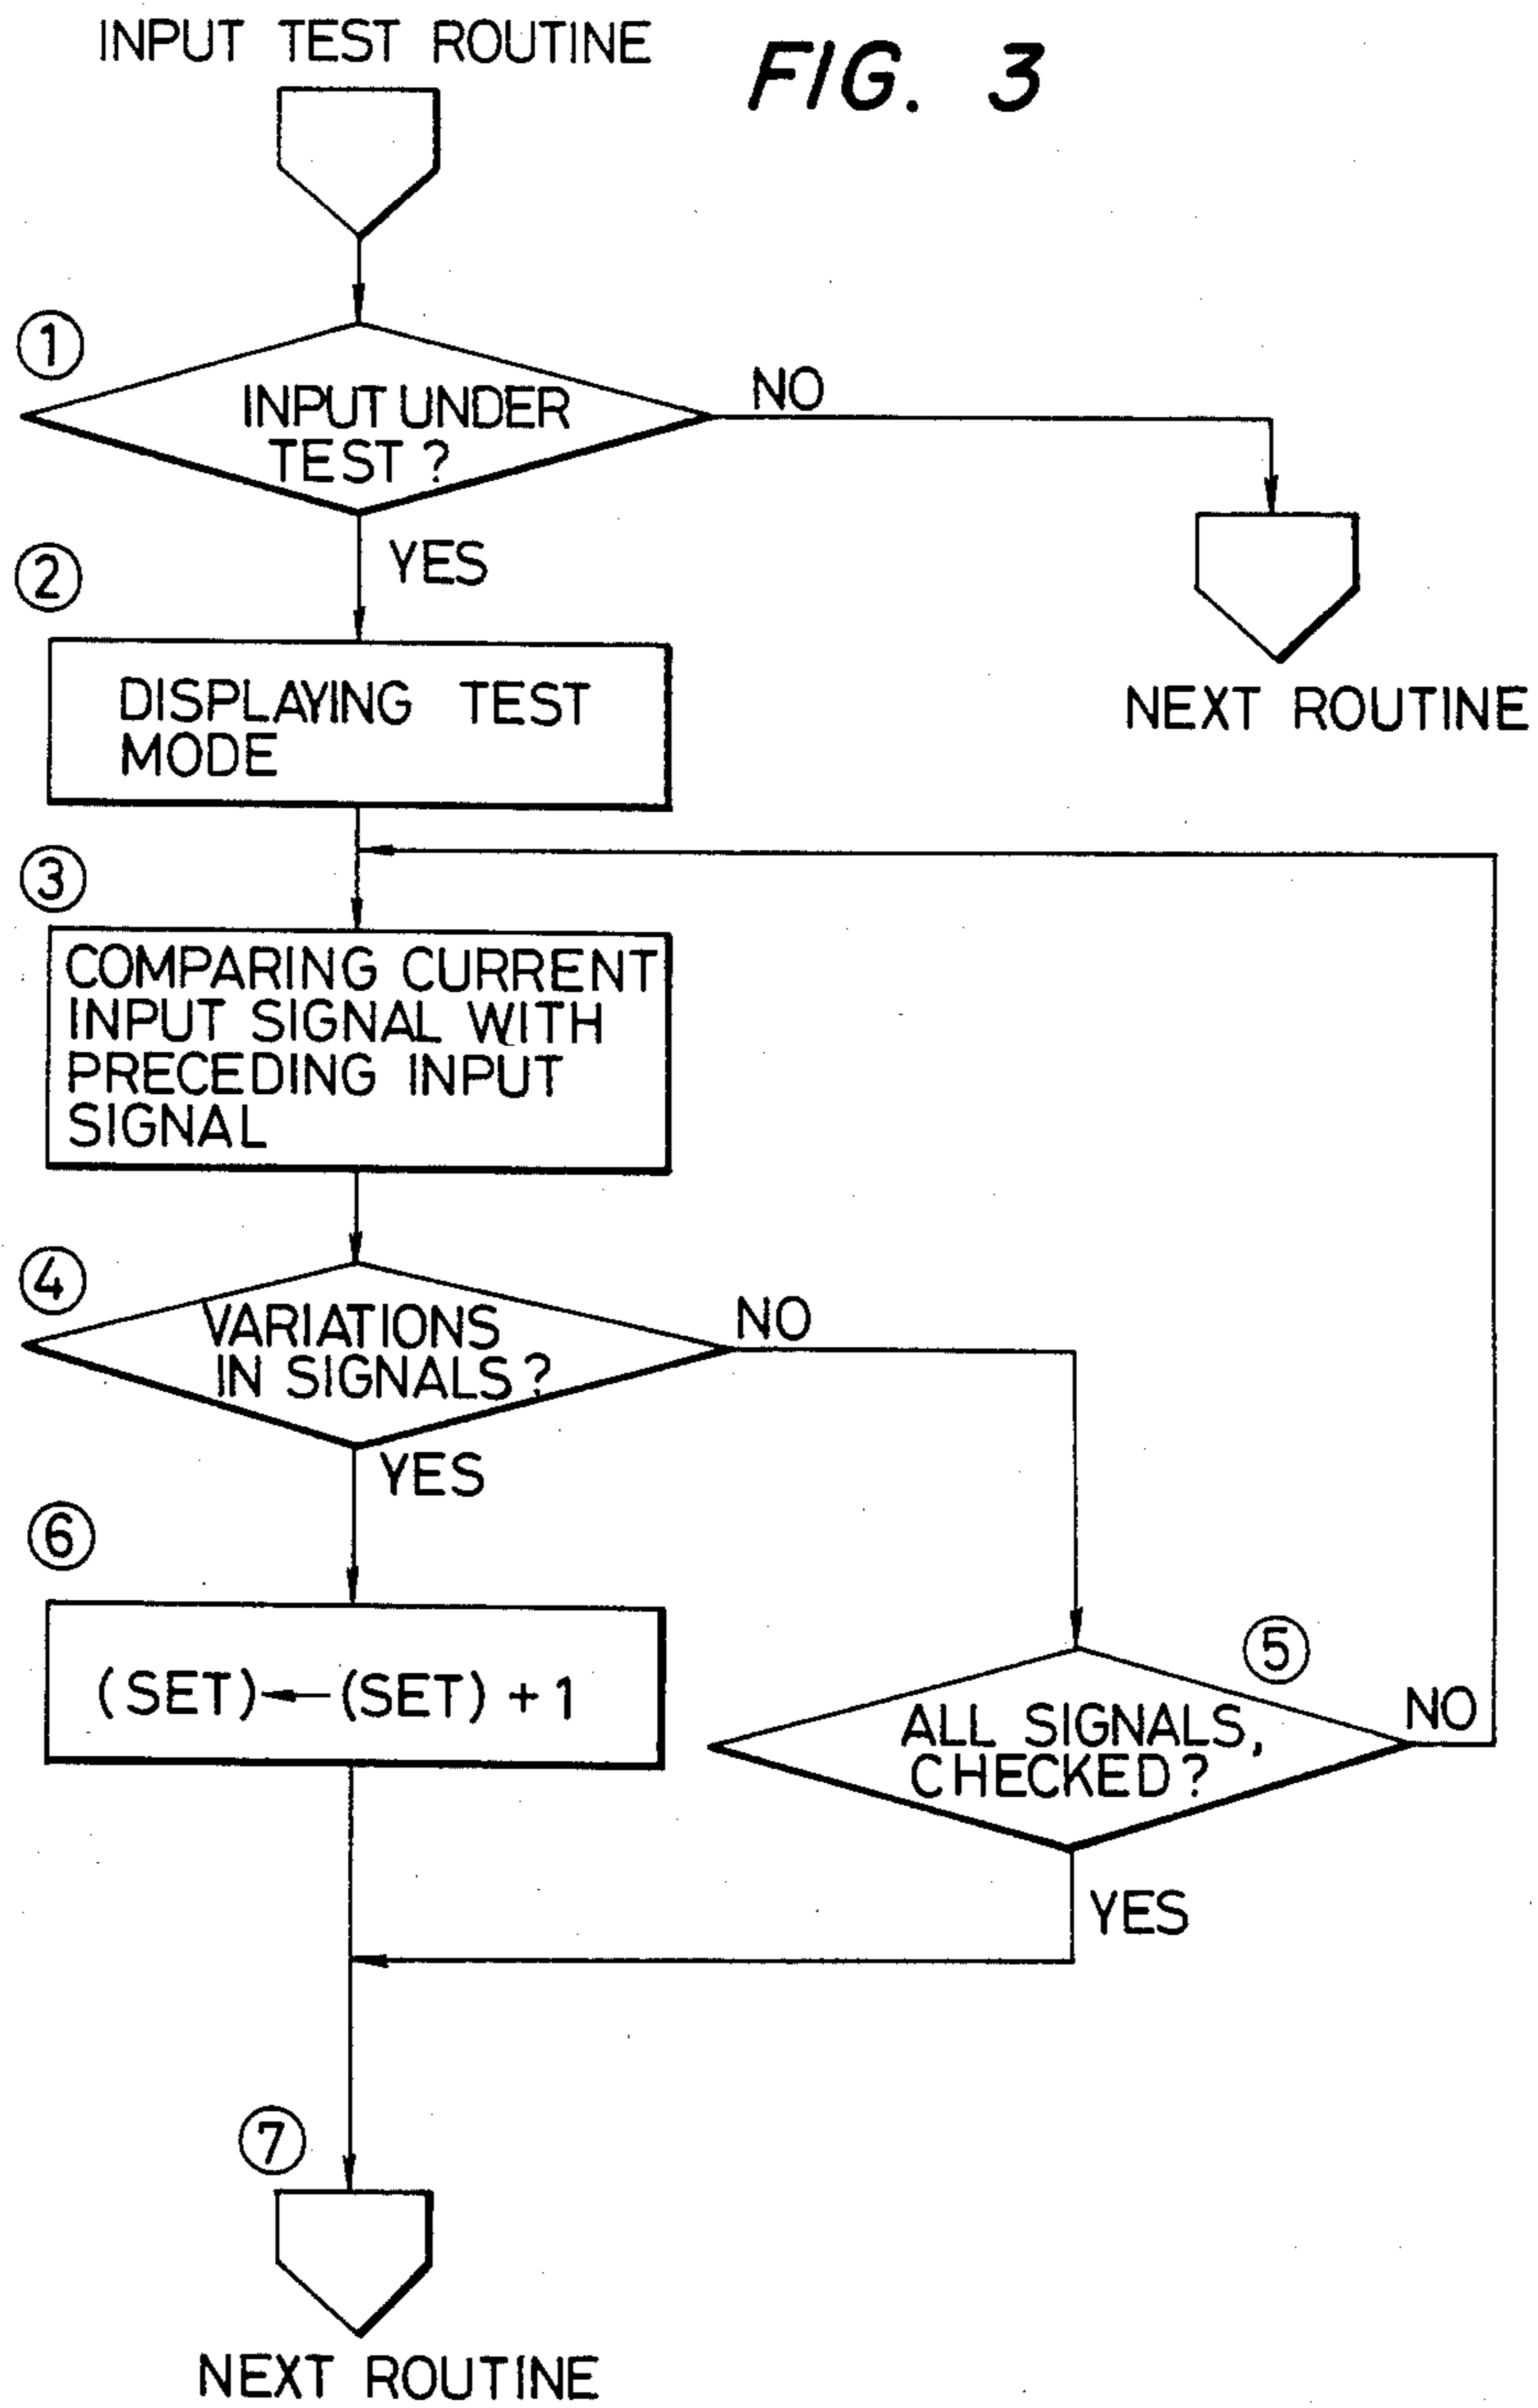 INPUT TEST ROUTINE
FIG. 3
①
INPUT UNDER
TEST?
NO
YES
②
DISPLAYING TEST
MODE
NEXT ROUTINE
③
COMPARING CURRENT
INPUT SIGNAL WITH
PRECEDING INPUT
SIGNAL
④
VARIATIONS
IN SIGNALS?
NO
YES
⑥
(SET)←(SET)+1
⑤
ALL SIGNALS,
CHECKED?
NO
YES
⑦
NEXT ROUTINE